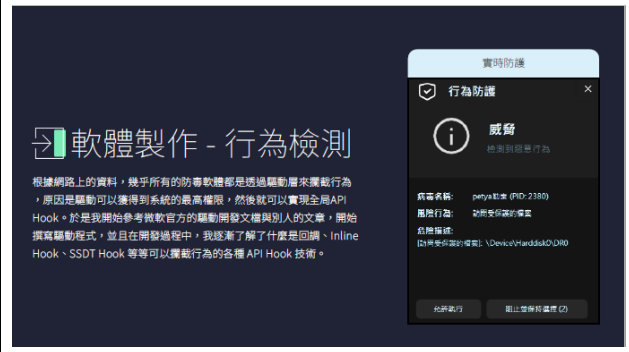 實時防護
行為防護
威脅
檢測到惡意行為
軟體製作 - 行為檢測
根據網路上的資料，幾乎所有的防毒軟體都是透過驅動層來攔截行為
，原因是驅動可以獲得到系統的最高權限，然後就可以實現全局API
Hook。於是我開始參考微軟官方的驅動開發文檔與別人的文章，開始
撰寫驅動程式，並且在開發過程中，我逐漸了解了什麼是回調、Inline
Hook、SSDT Hook 等等可以攔截行為的各種 API Hook 技術。
病毒名稱: petya勒索 (PID: 2380)
風險行為: 訪問受保護的檔案
危險描述:
[訪問受保護的檔案]: \Device\Harddisk0\DR0
允許執行
阻止並保持選擇 (2)